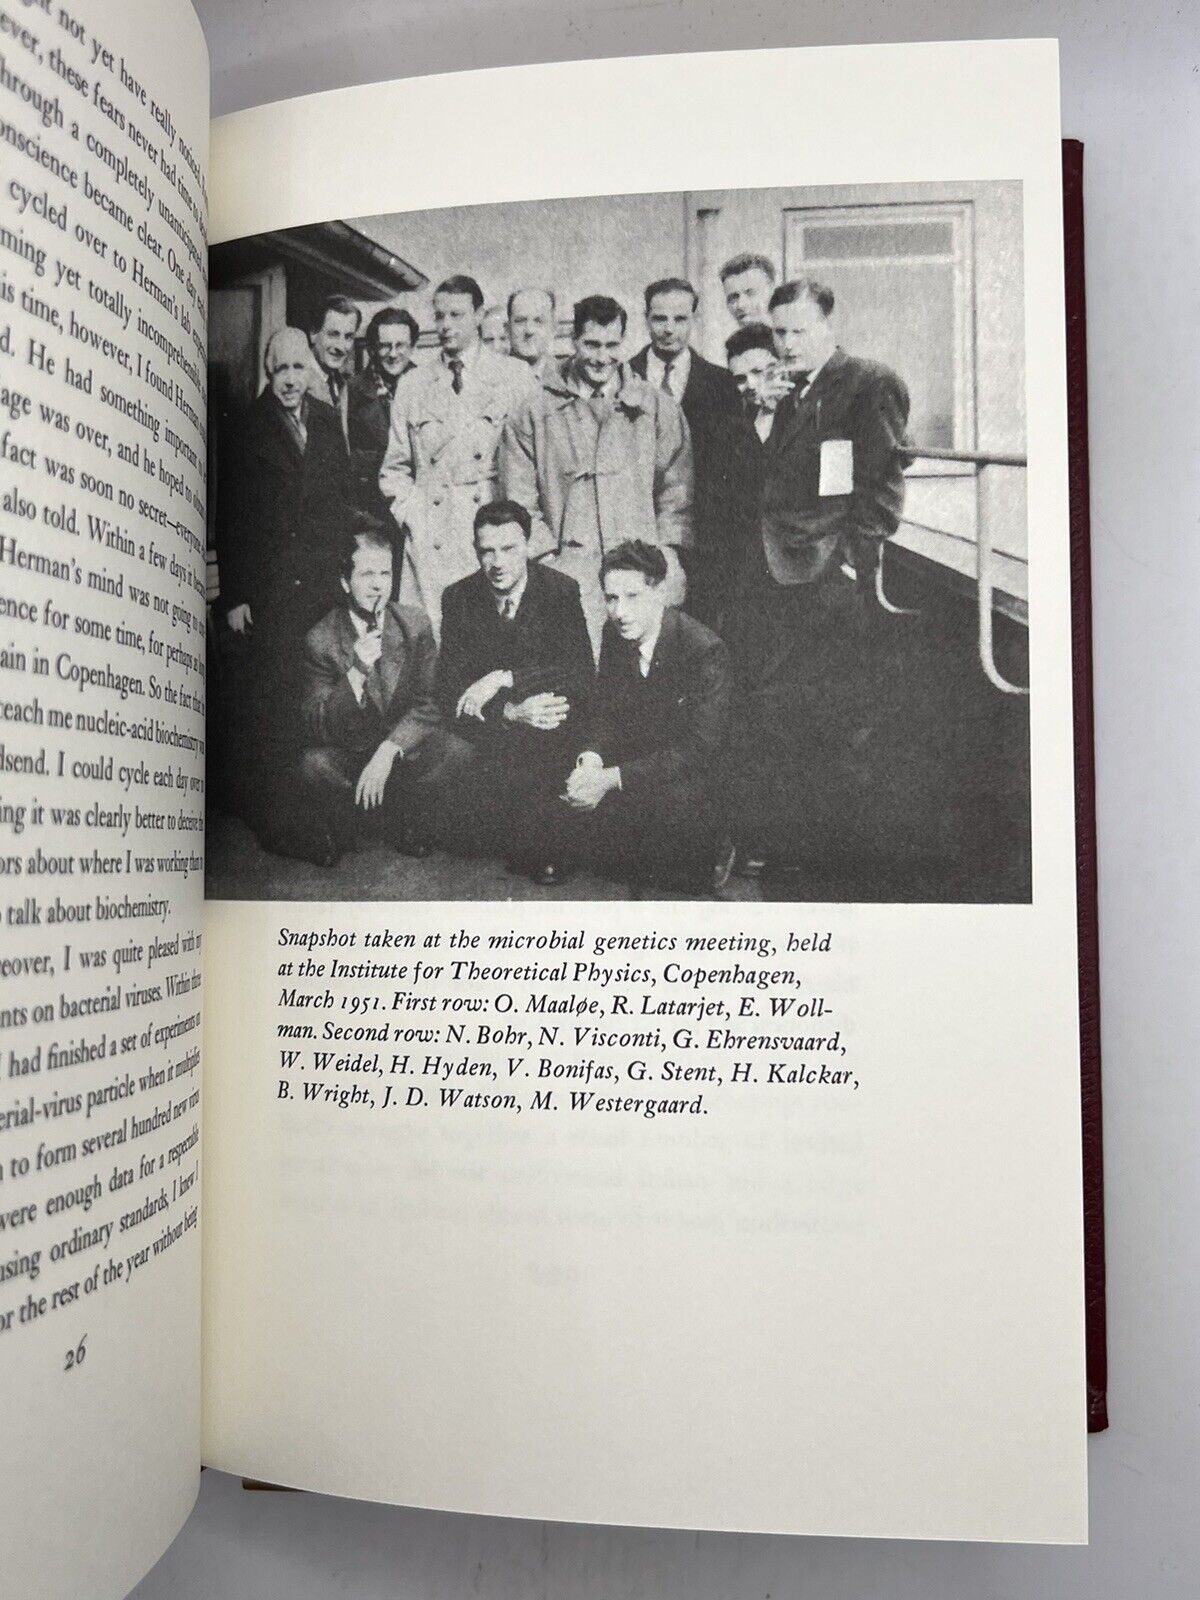 not yet have really noticed.
ever, these fears never had time to
Through a completely unanticipated
conscience became clear. One day
cycled over to Herman's lab
yet totally incomprehensible
is time, however, I found Herman
d. He had something important
age was over, and he hoped to
fact was soon no secret—everyone
also told. Within a few days it
Herman's mind was not going to
ence for some time, for perhaps as
ain in Copenhagen. So the fact that
teach me nucleic-acid biochemistry
dsend. I could cycle each day over
ing it was clearly better to deceive
ors about where I was working than
o talk about biochemistry.
eover, I was quite pleased with my
nts on bacterial viruses. Within three
I had finished a set of experiments on
erial-virus particle when it multiplies
to form several hundred new virus
were enough data for a respectable
using ordinary standards, I knew I
or the rest of the year without being
26
Snapshot taken at the microbial genetics meeting, held
at the Institute for Theoretical Physics, Copenhagen,
March 1951. First row: O. Maaløe, R. Latarjet, E. Woll-
man. Second row: N. Bohr, N. Visconti, G. Ehrensvaard,
W. Weidel, H. Hyden, V. Bonifas, G. Stent, H. Kalckar,
B. Wright, J. D. Watson, M. Westergaard.